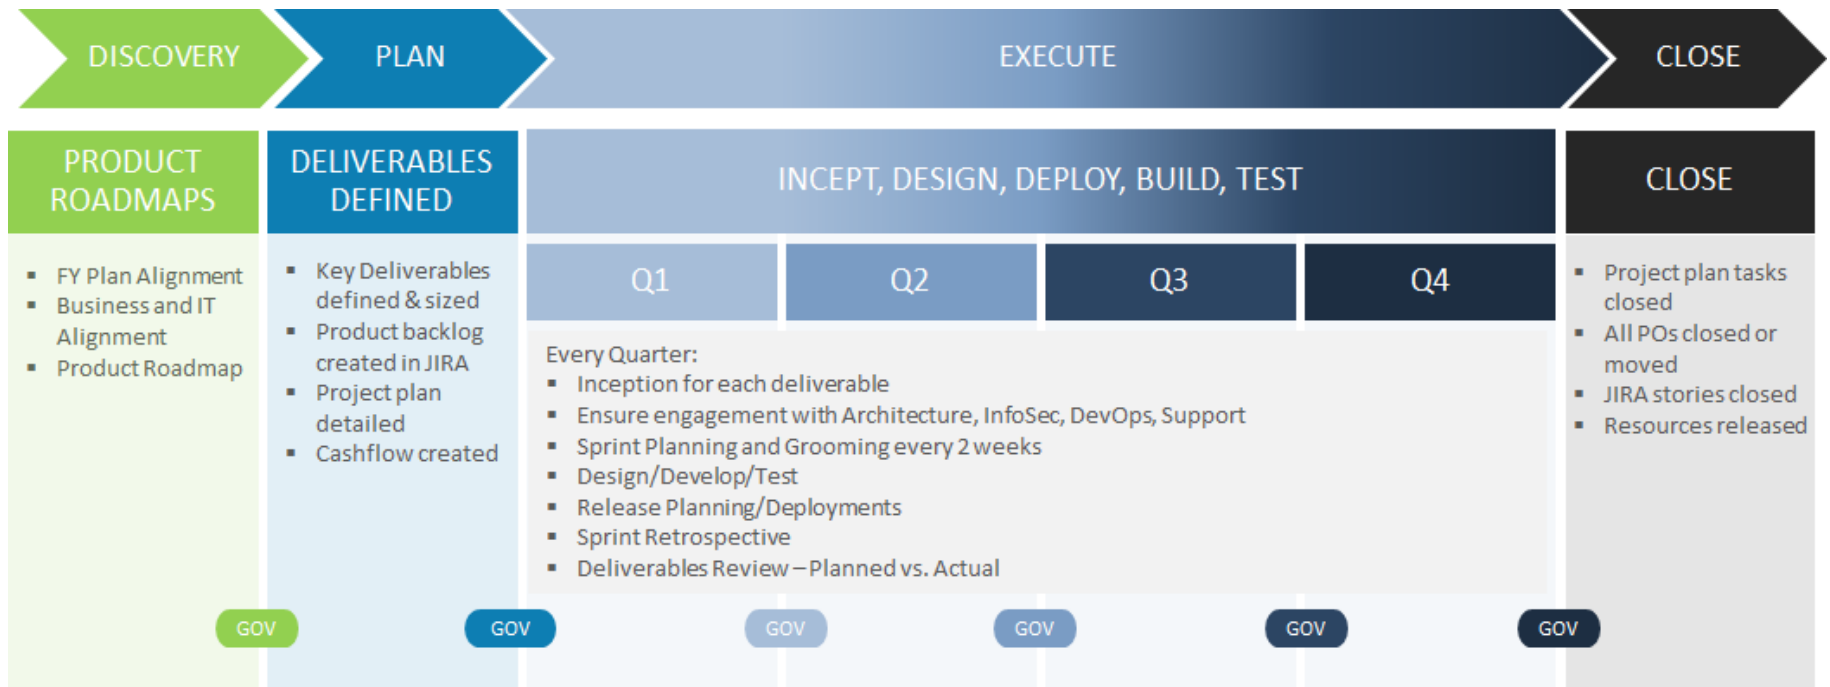 DISCOVERY
PLAN
EXECUTE
CLOSE
PRODUCT
ROADMAPS
▪ FY Plan Alignment
▪ Business and IT
Alignment
▪ Product Roadmap
DELIVERABLES
DEFINED
▪ Key Deliverables
defined & sized
▪ Product backlog
created in JIRA
▪ Project plan
detailed
▪ Cashflow created
INCEPT, DESIGN, DEPLOY, BUILD, TEST
Q1
Q2
Q3
Q4
Every Quarter:
▪ Inception for each deliverable
▪ Ensure engagement with Architecture, InfoSec, DevOps, Support
▪ Sprint Planning and Grooming every 2 weeks
▪ Design/Develop/Test
▪ Release Planning/Deployments
▪ Sprint Retrospective
▪ Deliverables Review – Planned vs. Actual
CLOSE
▪ Project plan tasks
closed
▪ All POs closed or
moved
▪ JIRA stories closed
▪ Resources released
GOV
GOV
GOV
GOV
GOV
GOV